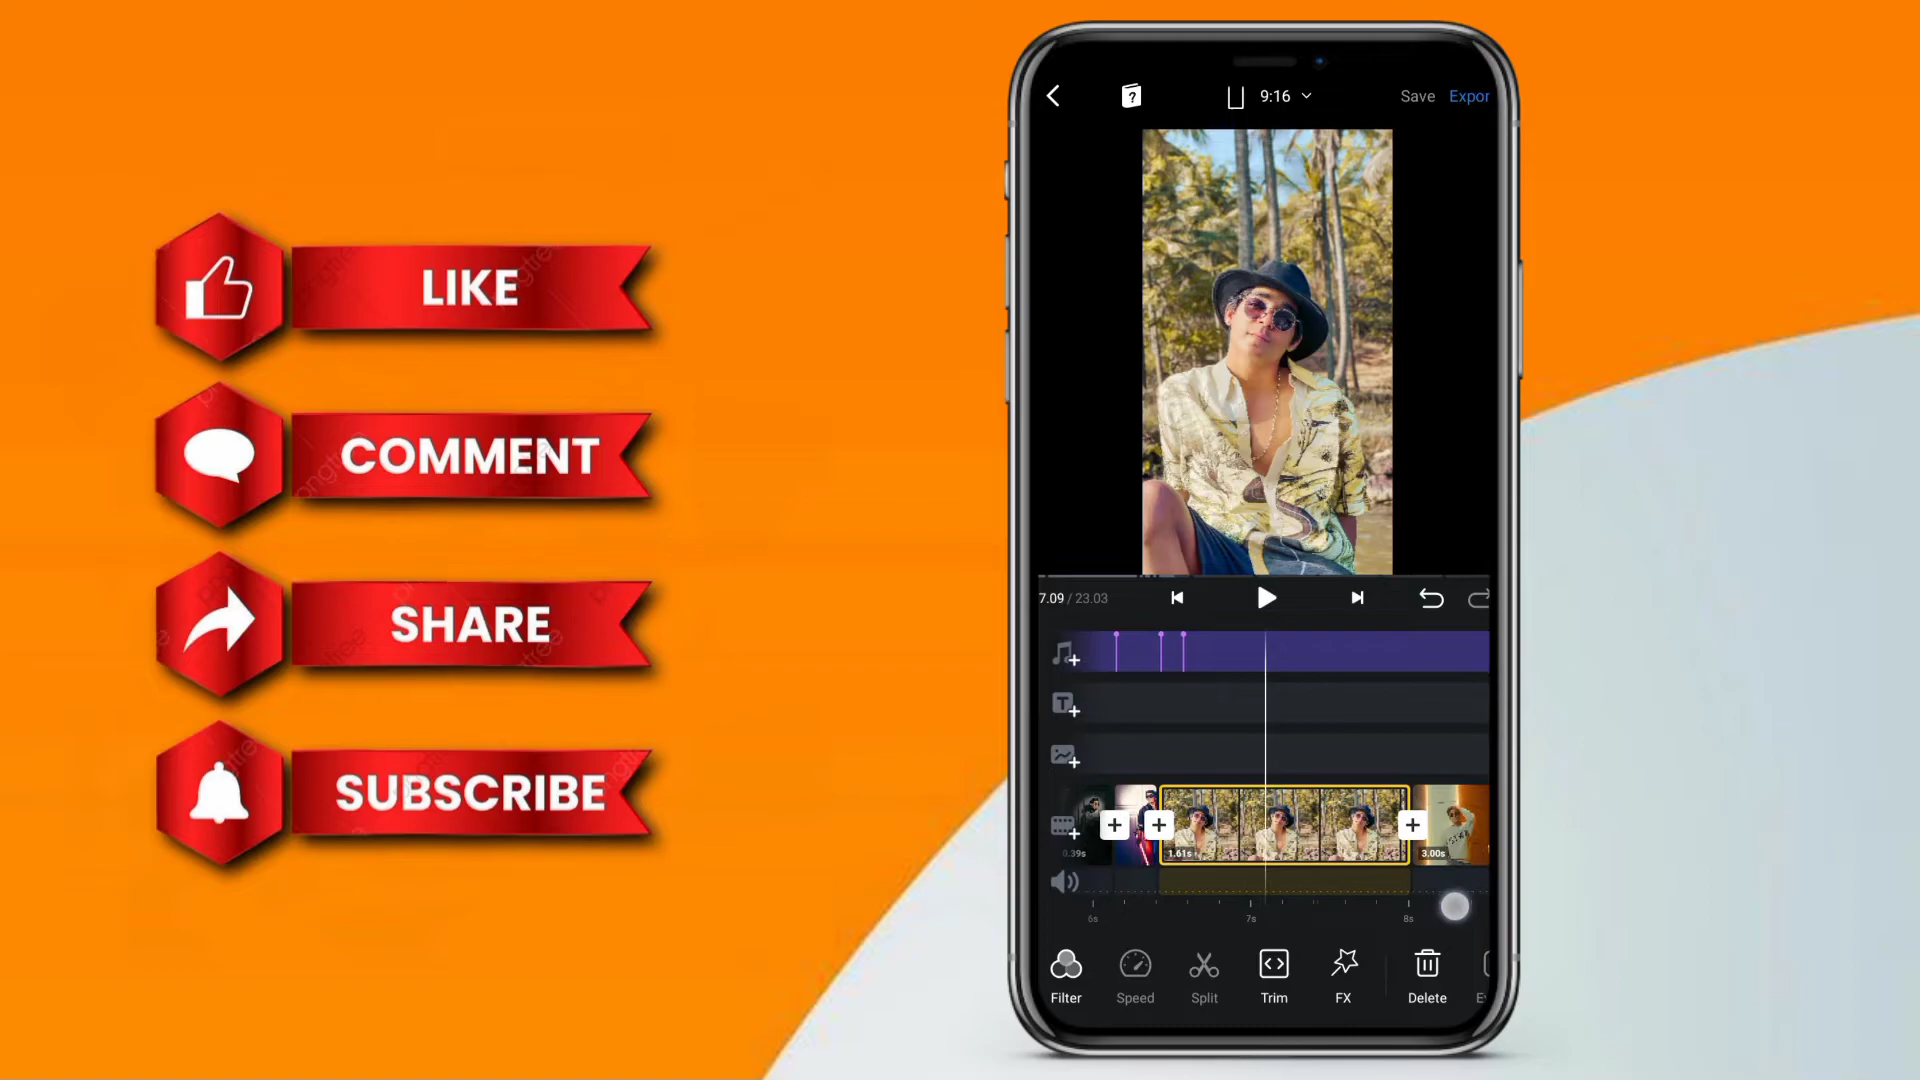 LIKE
COMMENT
SHARE
SUBSCRIBE
9:16
Save Expor
7.09 / 23.03
0.39s
1.61s
3.00s
6s 7s 8s
Filter Speed Split Trim FX Delete